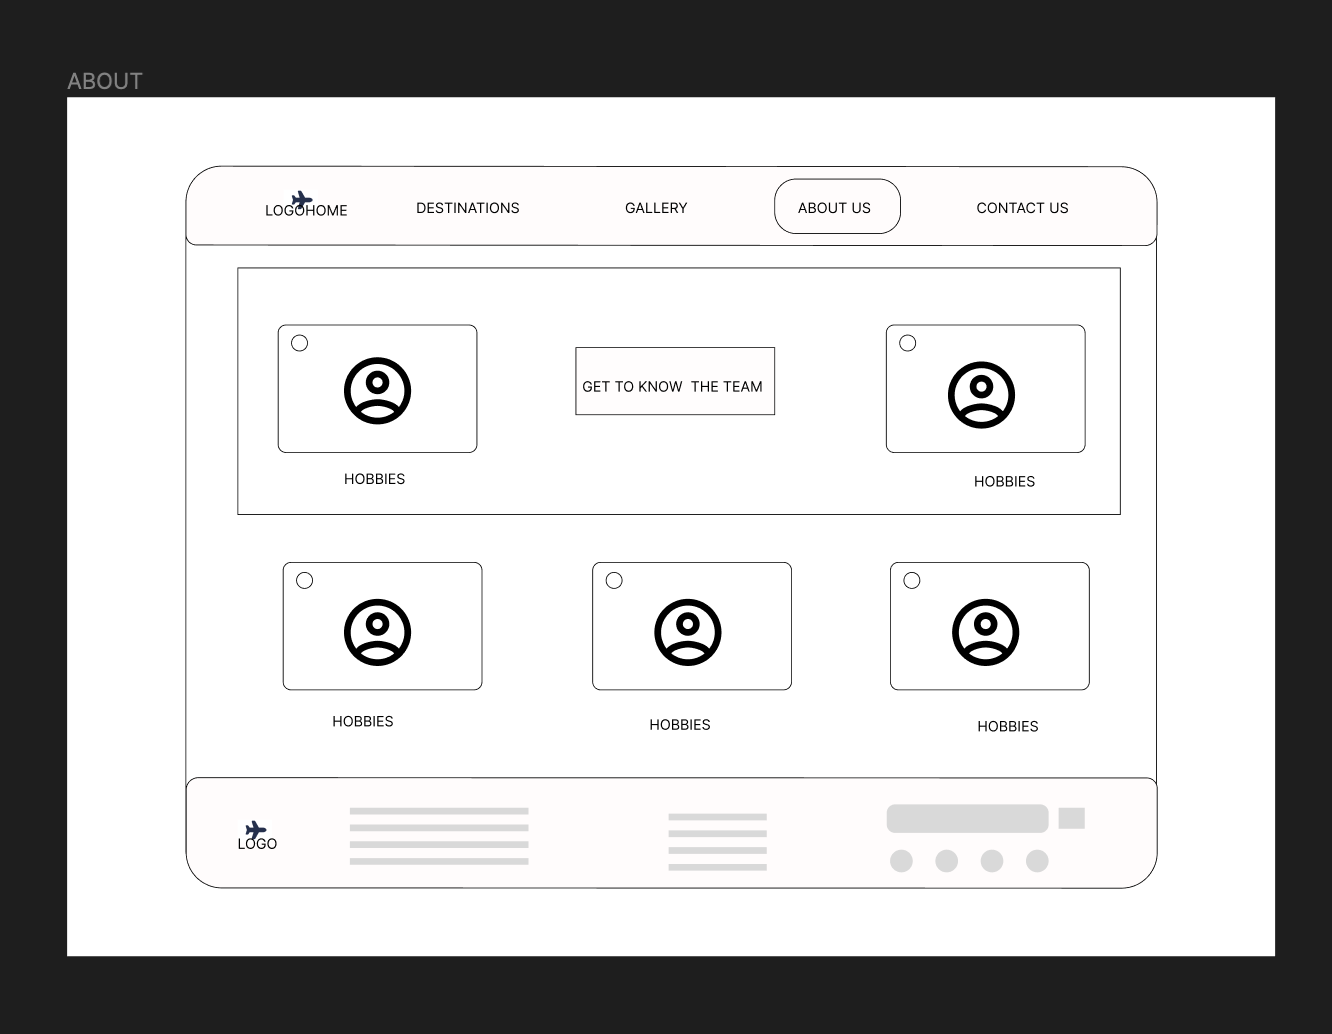 ABOUT
LOGOHOME DESTINATIONS GALLERY ABOUT US CONTACT US
GET TO KNOW  THE TEAM
HOBBIES HOBBIES
HOBBIES HOBBIES HOBBIES
LOGO